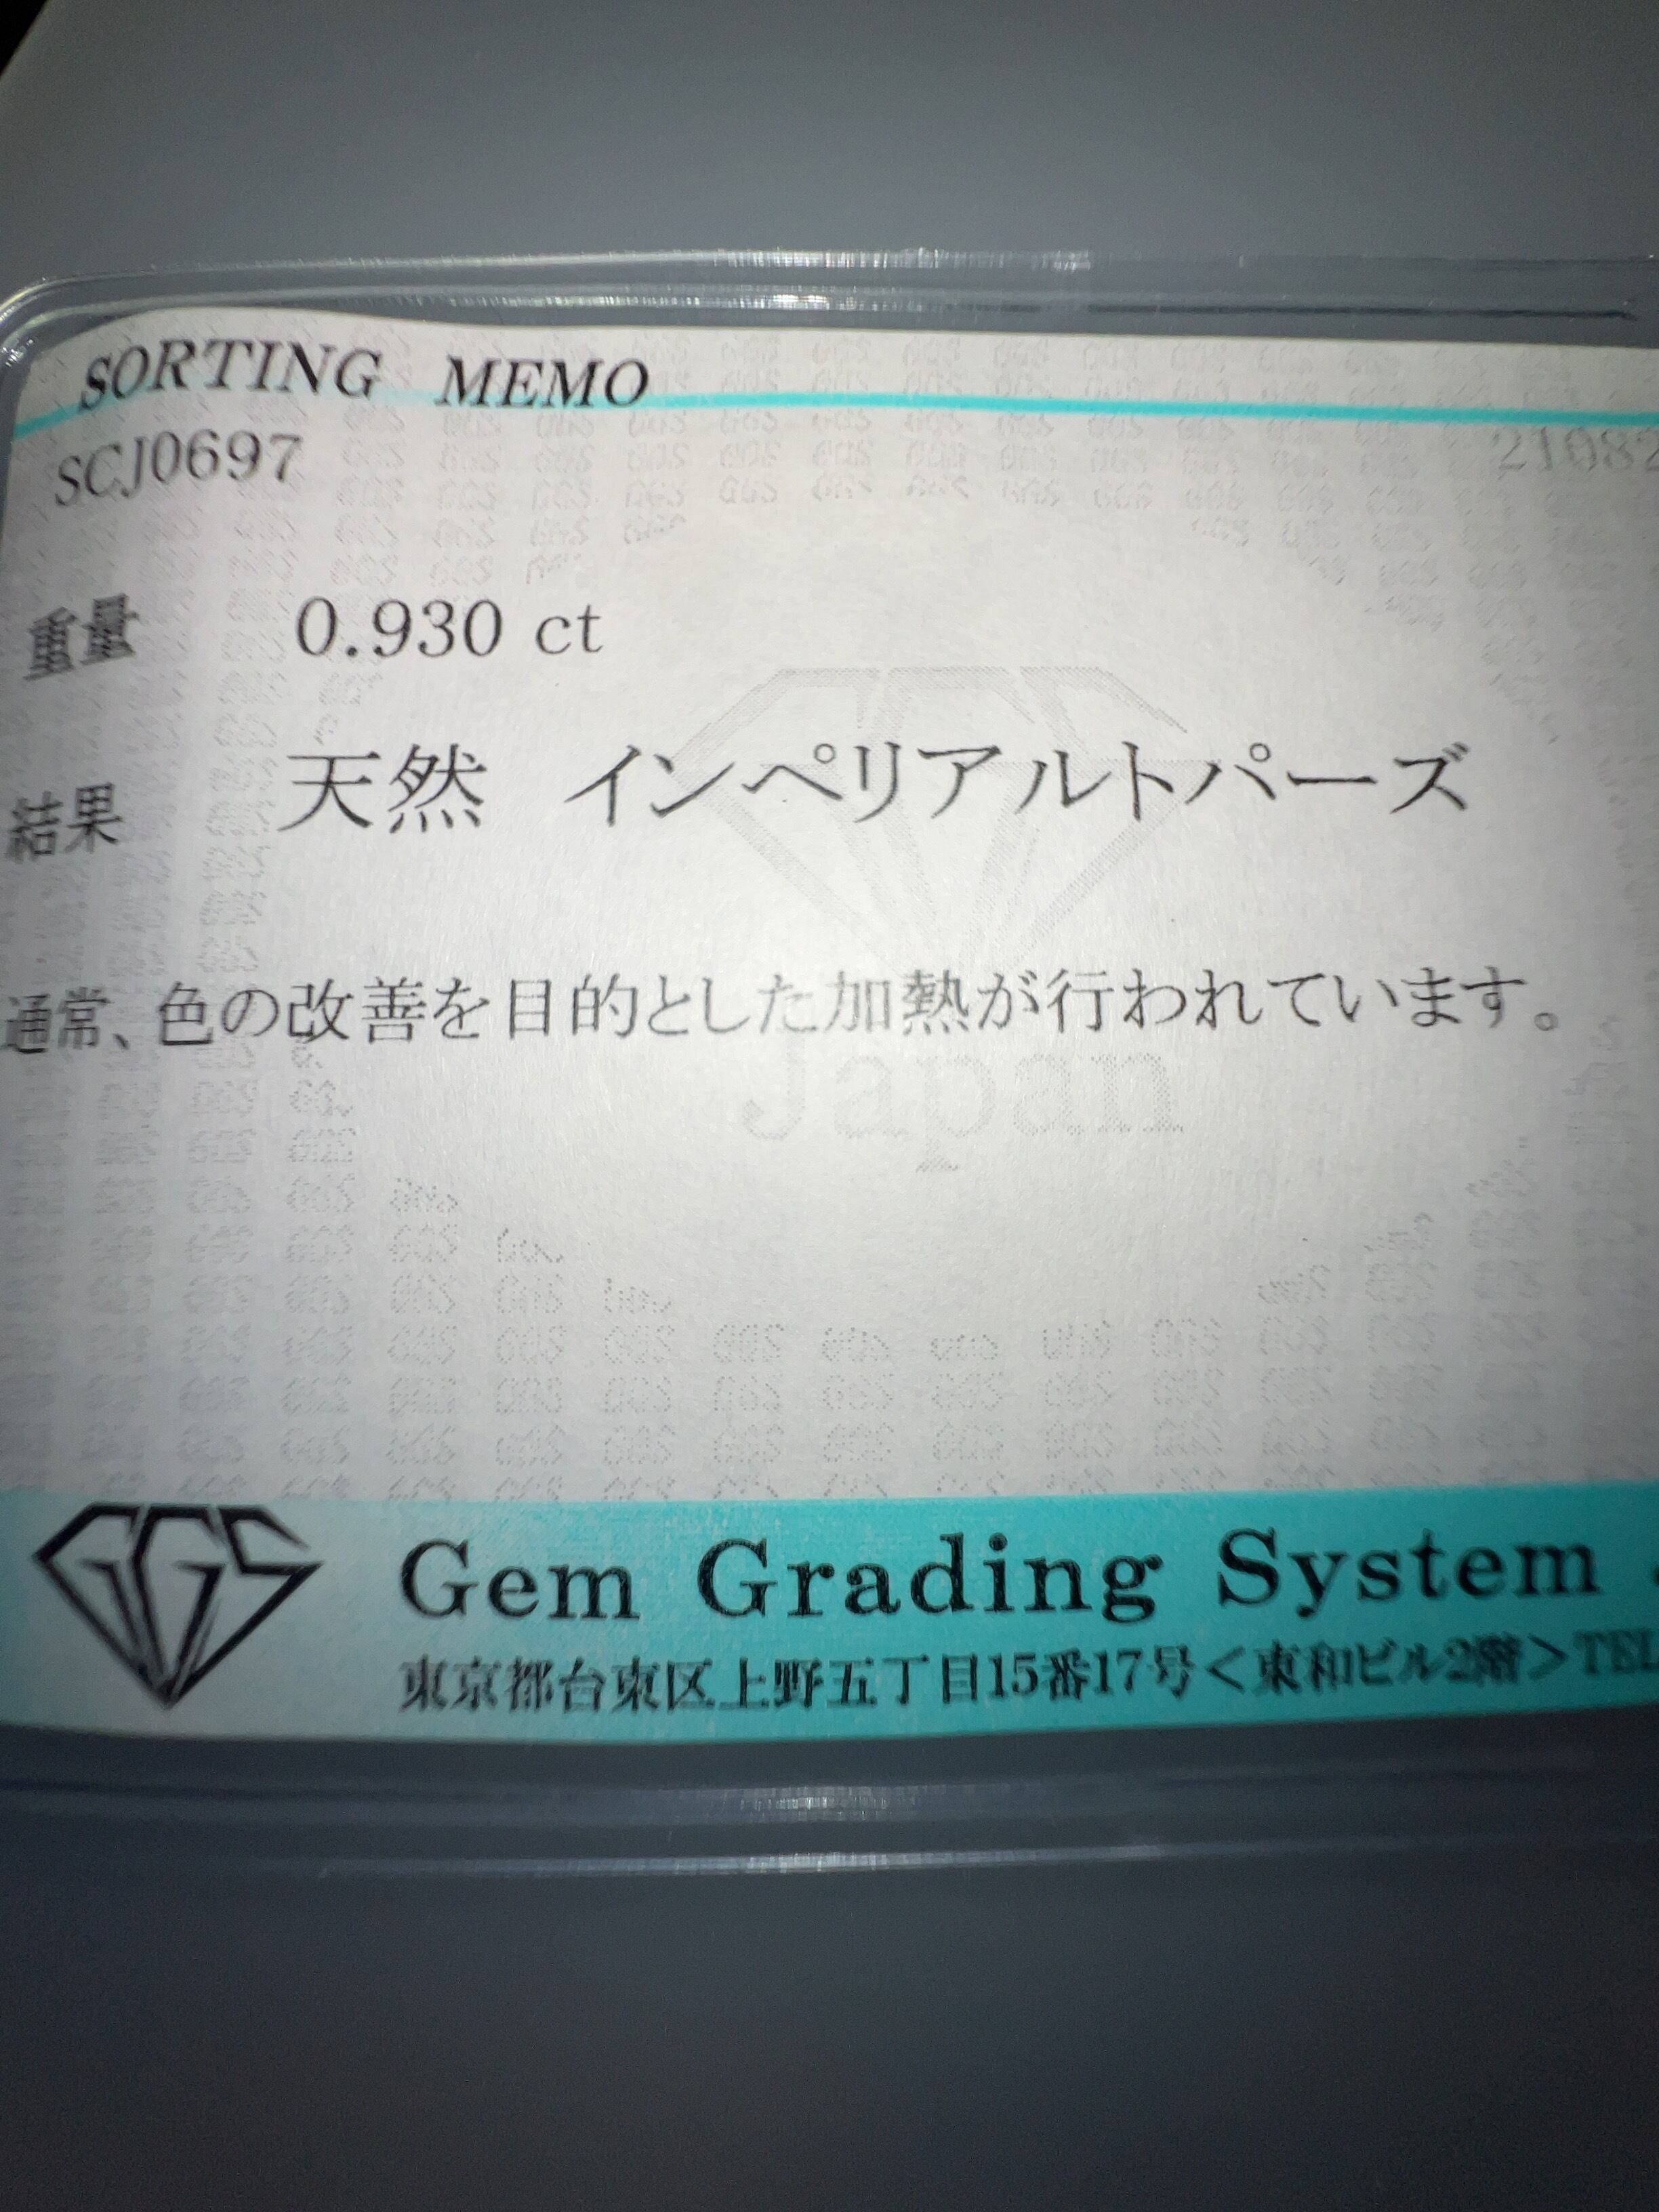 SORTING MEMO
SCJ0697
21082
重量 0.930 ct
結果 天然 インペリアルトパーズ
通常、色の改善を目的とした加熱が行われています。
Japan
GGS
Gem Grading System
東京都台東区上野五丁目15番17号＜東和ビル2階＞TEL